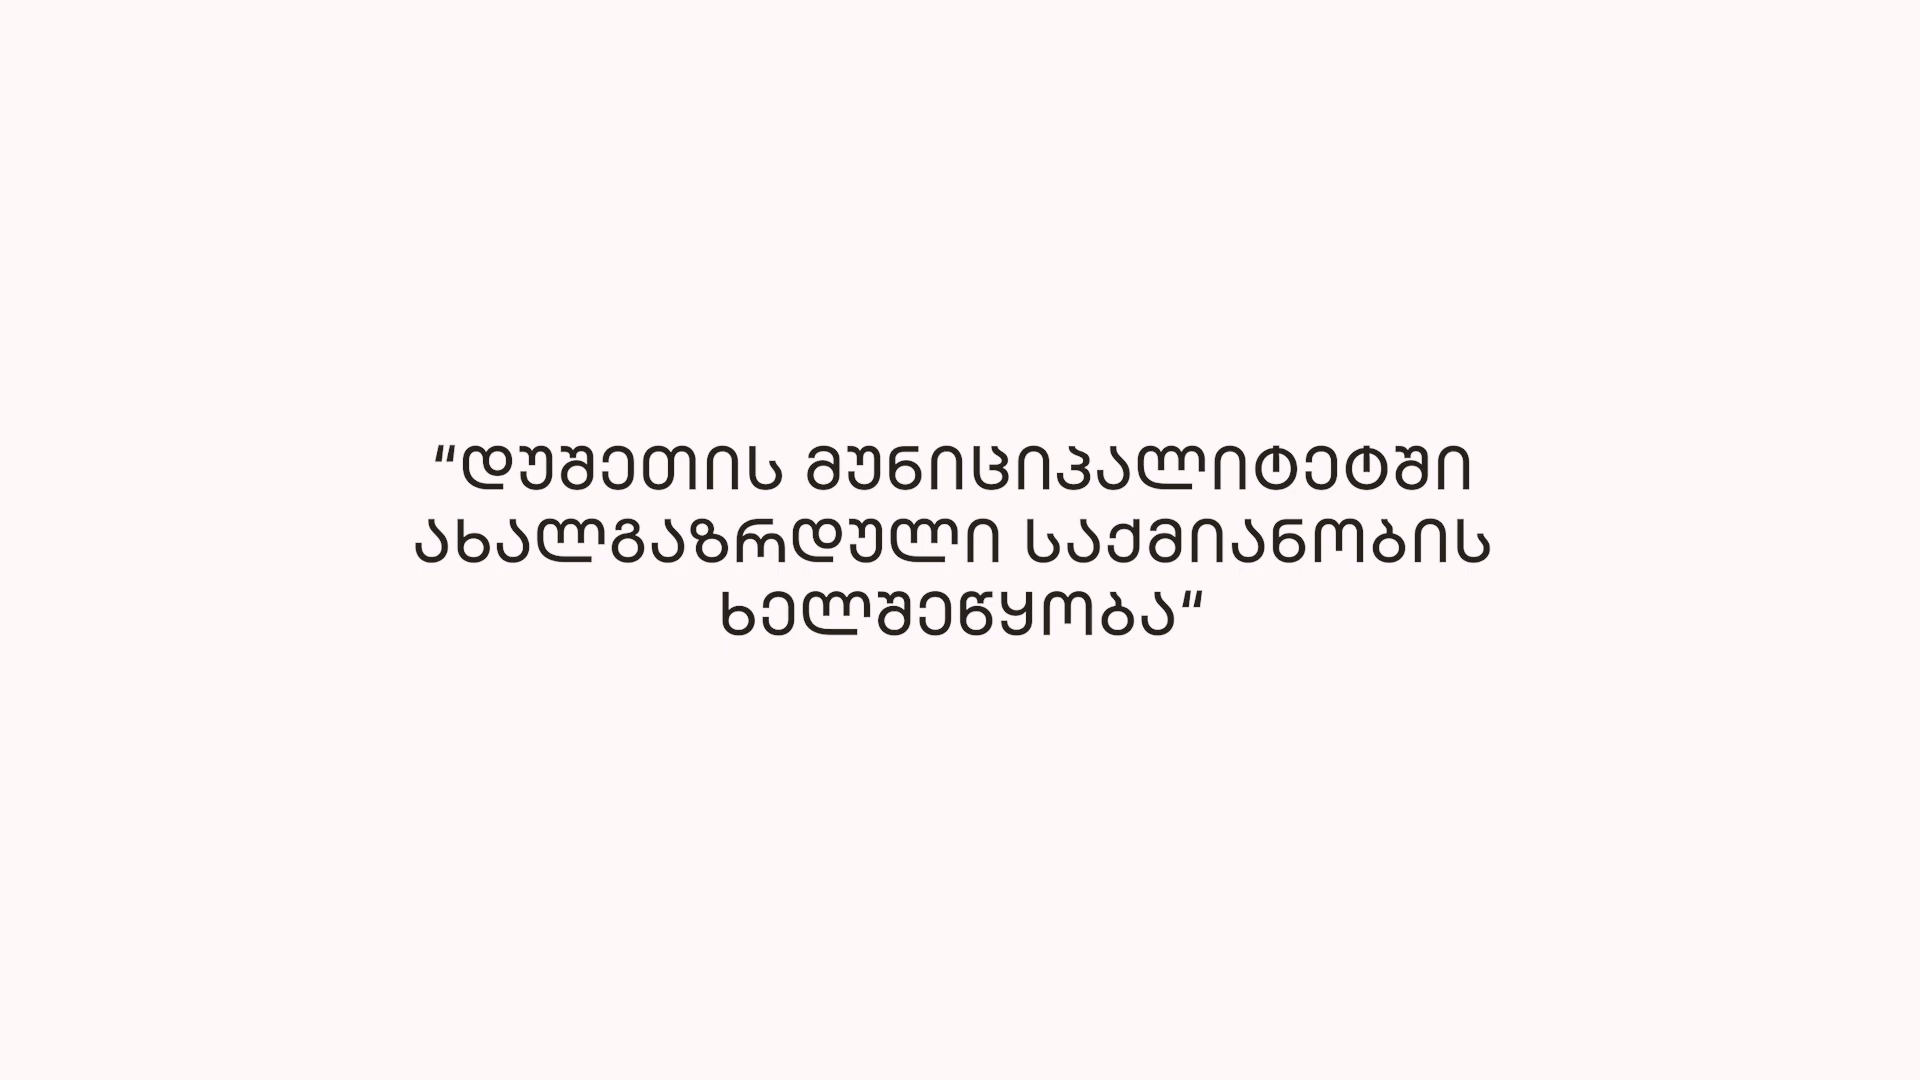 “ᲓᲣᲨᲔᲗᲘᲡ ᲛᲣᲜᲘᲪᲘᲞᲐᲚᲘᲢᲔᲢᲨᲘ
ᲐᲮᲐᲚᲒᲐᲖᲠᲓᲣᲚᲘ ᲡᲐᲥᲛᲘᲐᲜᲝᲑᲘᲡ
ᲮᲔᲚᲨᲔᲬᲧᲝᲑᲐ“